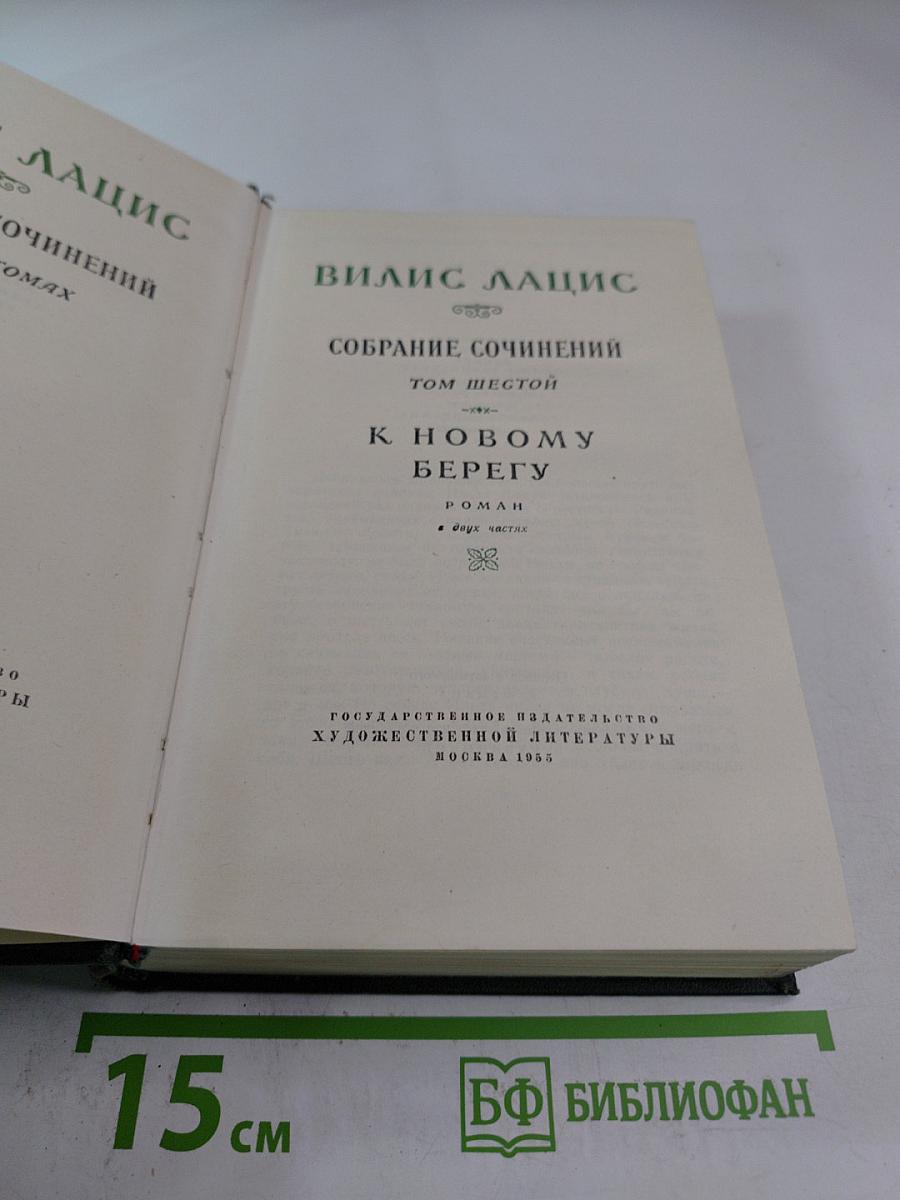 ЛАЦИС
СОЧИНЕНИЙ
ТОМАХ
ВИЛИС ЛАЦИС
СОБРАНИЕ СОЧИНЕНИЙ
ТОМ ШЕСТОЙ
К НОВОМУ
БЕРЕГУ
РОМАН
в двух частях
ГОСУДАРСТВЕННОЕ ИЗДАТЕЛЬСТВО
ХУДОЖЕСТВЕННОЙ ЛИТЕРАТУРЫ
МОСКВА 1955
15 СМ
БФ БИБЛИОФАН